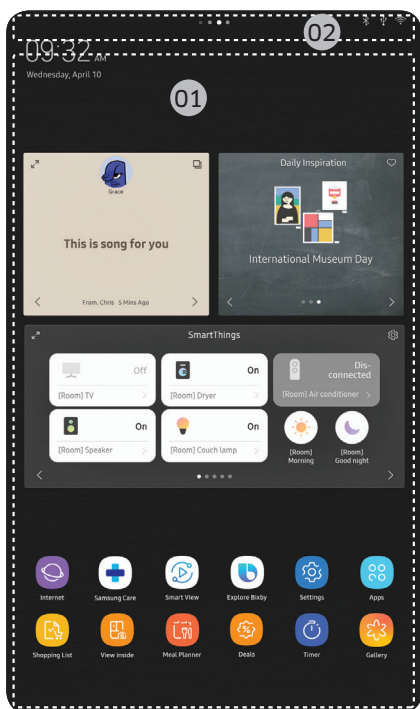 02
09:32 AM
Wednesday, April 10
01
Grace
This is song for you
From. Chris 5 Mins Ago
Daily Inspiration
International Museum Day
SmartThings
Off
[Room] TV
On
[Room] Dryer
Dis-
connected
[Room] Air conditioner
On
[Room] Speaker
On
[Room] Couch lamp
[Room]
Morning
[Room]
Good night
Internet
Samsung Care
Smart View
Explore Bixby
Settings
Apps
Shopping List
View inside
Meal Planner
Deals
Timer
Gallery